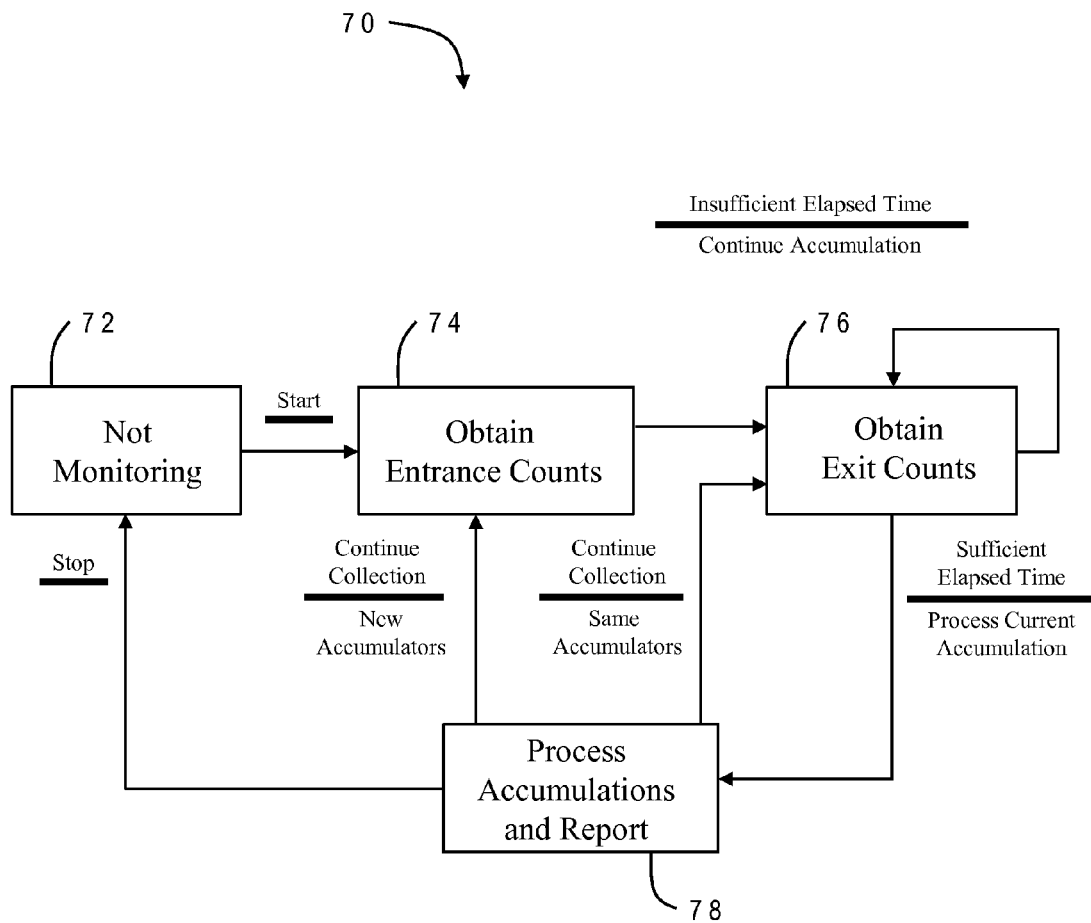 70
Insufficient Elapsed Time
Continue Accumulation
72
74
76
Start
Not
Monitoring
Obtain
Entrance Counts
Obtain
Exit Counts
Stop
Continue
Collection
New
Accumulators
Continue
Collection
Same
Accumulators
Sufficient
Elapsed Time
Process Current
Accumulation
Process
Accumulations
and Report
78